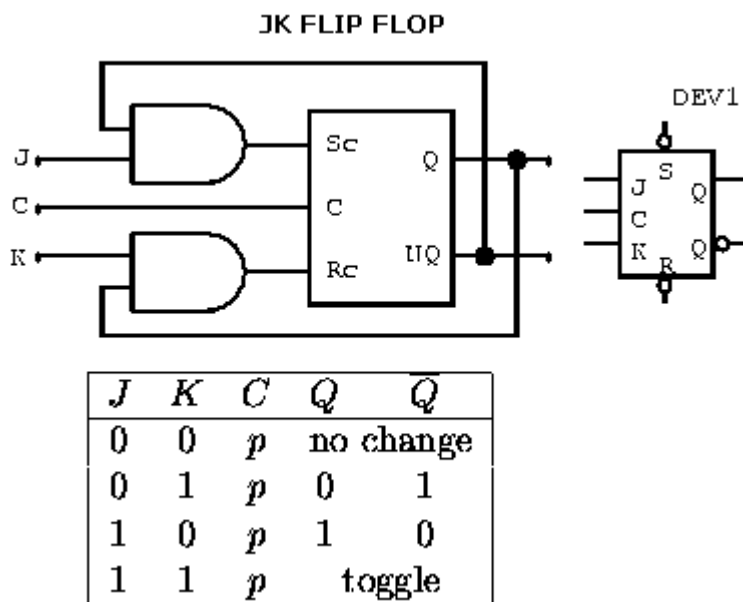 JK FLIP FLOP
DEV1
J
C
K
Sc
C
Rc
Q
UQ
S
J
C
K
R
Q
Q
J K C Q Q̅
0 0 p no change
0 1 p 0 1
1 0 p 1 0
1 1 p toggle